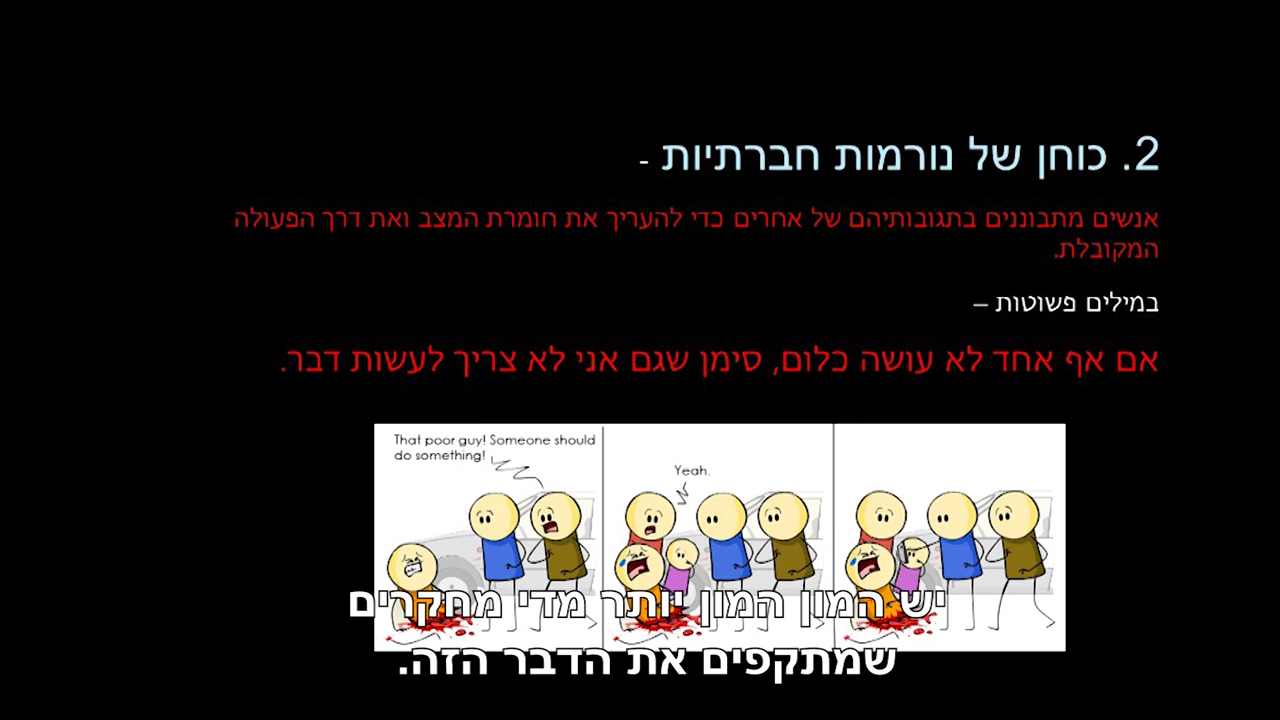 2. כוחן של נורמות חברתיות -
אנשים מתבוננים בתגובותיהם של אחרים כדי להעריך את חומרת המצב ואת דרך הפעולה
המקובלת.
במילים פשוטות –
אם אף אחד לא עושה כלום, סימן שגם אני לא צריך לעשות דבר.
That poor guy! Someone should
do something!
Yeah.
יש המון המון יותר מדי מחקרים
שמתקפים את הדבר הזה.